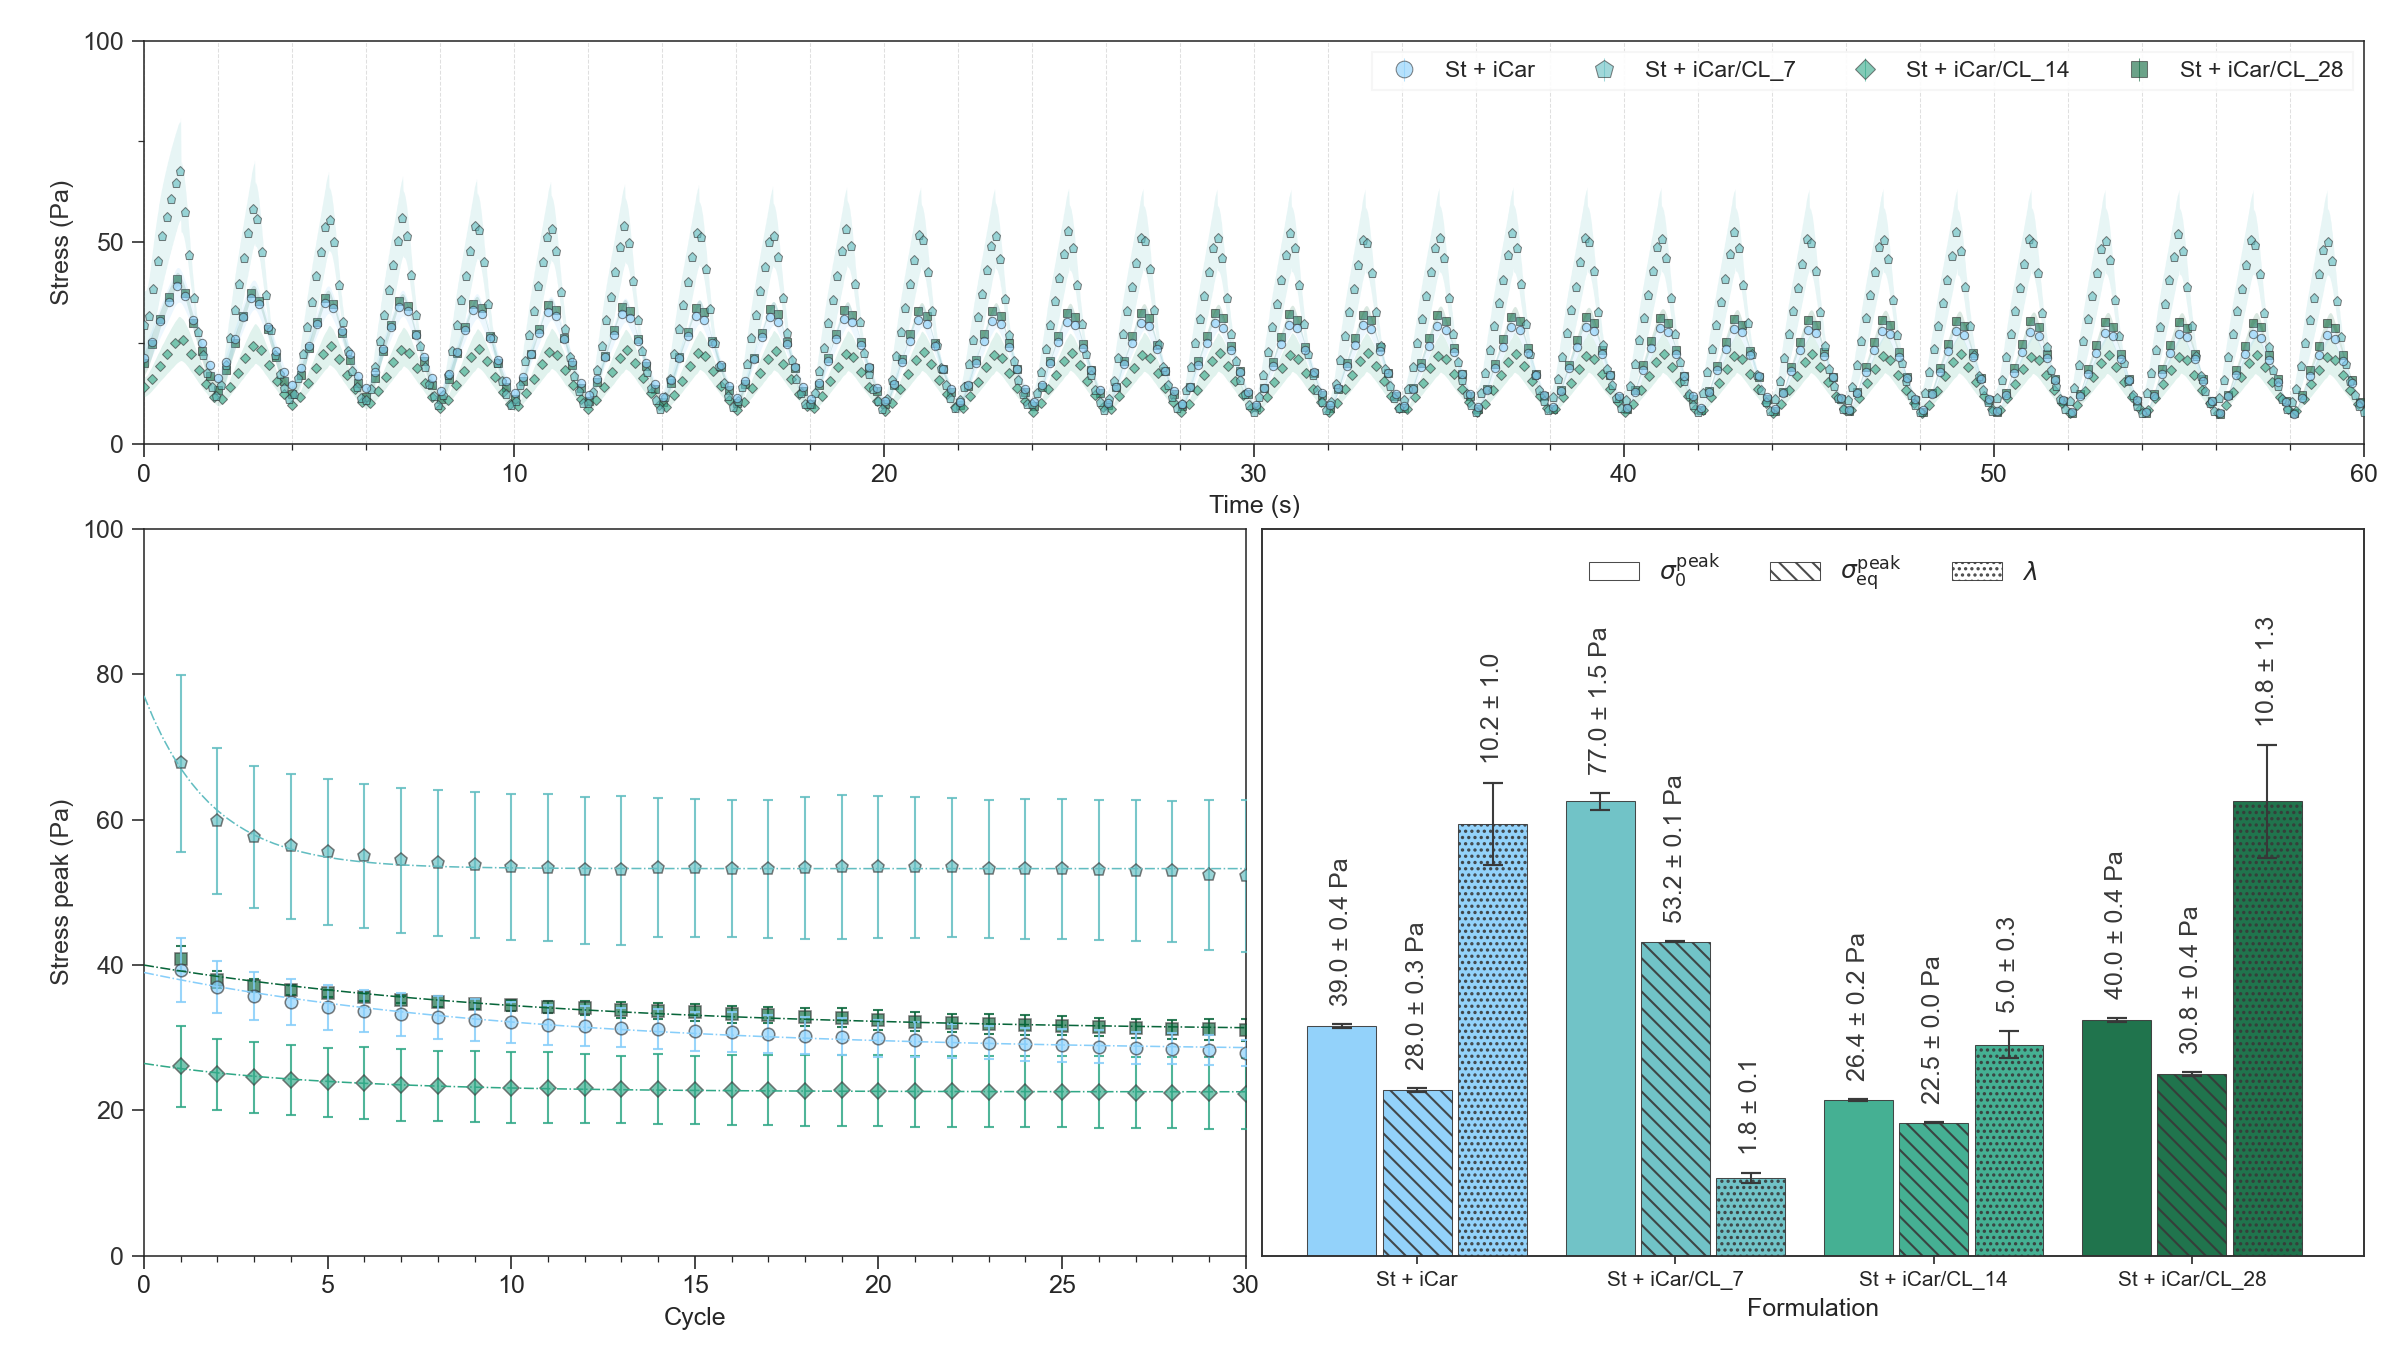 100
50
0
Stress (Pa)
St + iCar
St + iCar/CL_7
St + iCar/CL_14
St + iCar/CL_28
0 10 20 30 40 50 60
Time (s)
100
80
60
40
20
0
Stress peak (Pa)
0 5 10 15 20 25 30
Cycle
σ₀ᵖᵉᵃᵏ
σ_eq^peak
λ
39.0 ± 0.4 Pa
28.0 ± 0.3 Pa
10.2 ± 1.0
77.0 ± 1.5 Pa
53.2 ± 0.1 Pa
1.8 ± 0.1
26.4 ± 0.2 Pa
22.5 ± 0.0 Pa
5.0 ± 0.3
40.0 ± 0.4 Pa
30.8 ± 0.4 Pa
10.8 ± 1.3
St + iCar
St + iCar/CL_7
St + iCar/CL_14
St + iCar/CL_28
Formulation